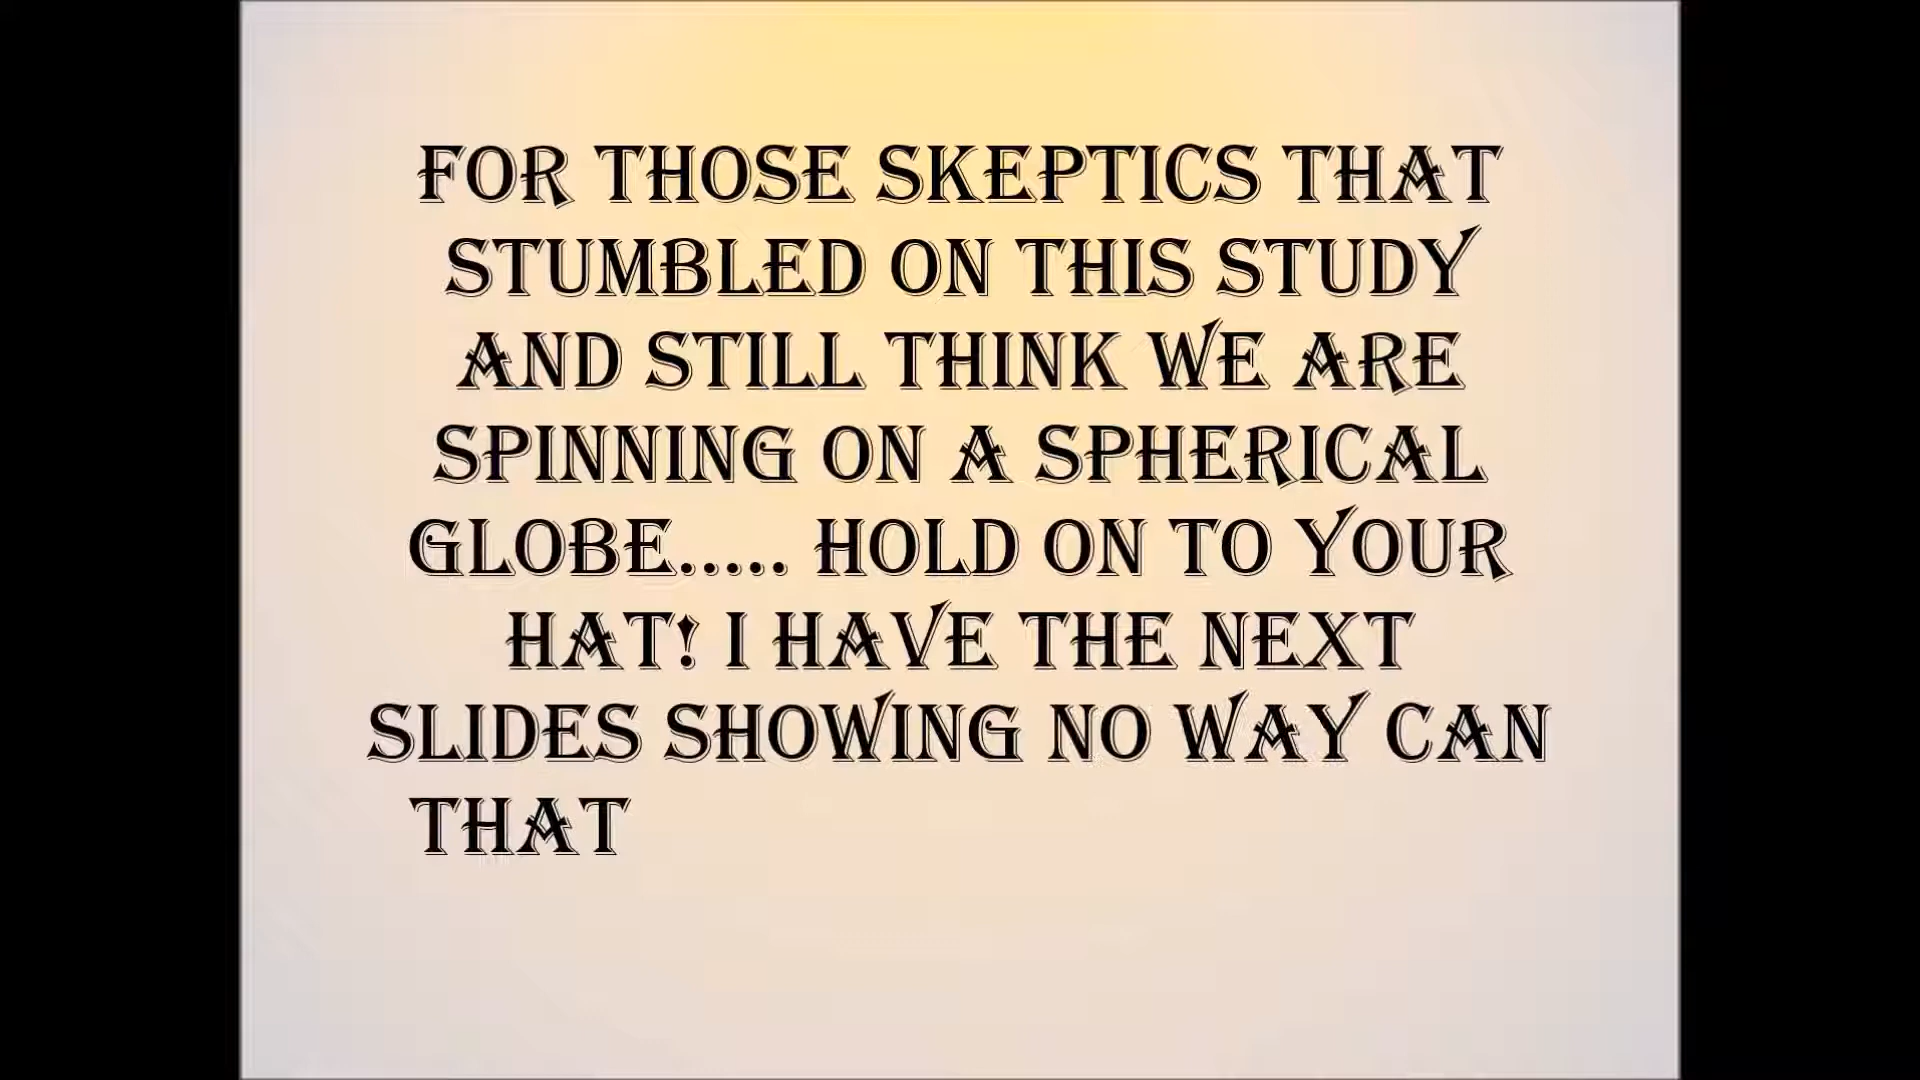 FOR THOSE SKEPTICS THAT
STUMBLED ON THIS STUDY
AND STILL THINK WE ARE
SPINNING ON A SPHERICAL
GLOBE..... HOLD ON TO YOUR
HAT! I HAVE THE NEXT
SLIDES SHOWING NO WAY CAN
THAT